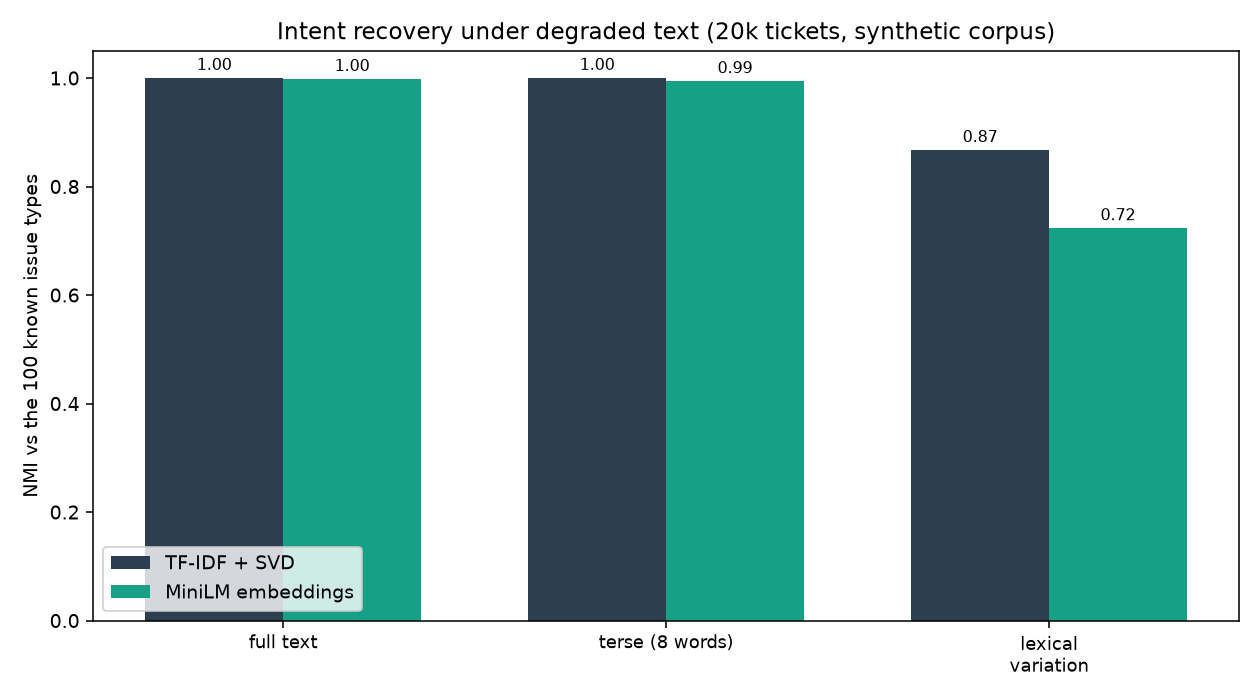 Intent recovery under degraded text (20k tickets, synthetic corpus)
NMI vs the 100 known issue types
1.0
0.8
0.6
0.4
0.2
0.0
1.00
1.00
1.00
0.99
0.87
0.72
TF-IDF + SVD
MiniLM embeddings
full text
terse (8 words)
lexical
variation